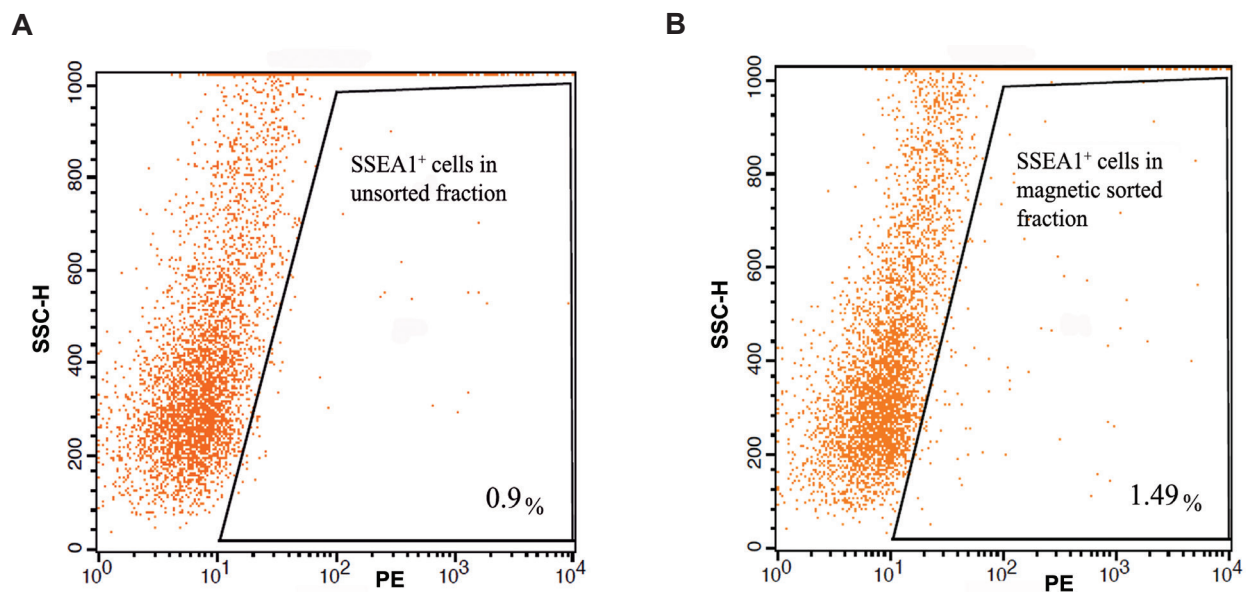 A
SSC-H
1000
800
600
400
200
0
SSEA1⁺ cells in
unsorted fraction
0.9%
10⁰ 10¹ 10² 10³ 10⁴
PE
B
SSC-H
1000
800
600
400
200
0
SSEA1⁺ cells in
magnetic sorted
fraction
1.49%
10⁰ 10¹ 10² 10³ 10⁴
PE